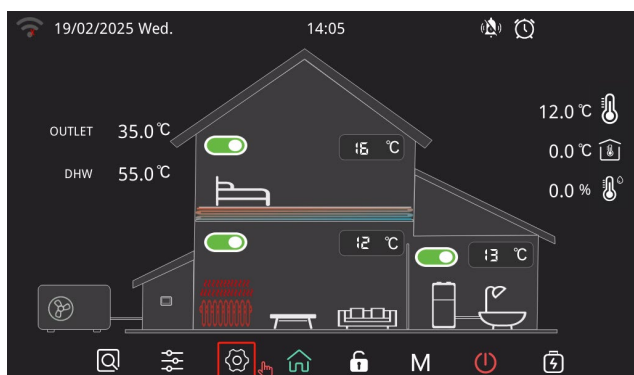 19/02/2025 Wed.
14:05
OUTLET 35.0 ℃
DHW 55.0 ℃
16 ℃
12.0 ℃
0.0 ℃
0.0 %
12 ℃
13 ℃
M